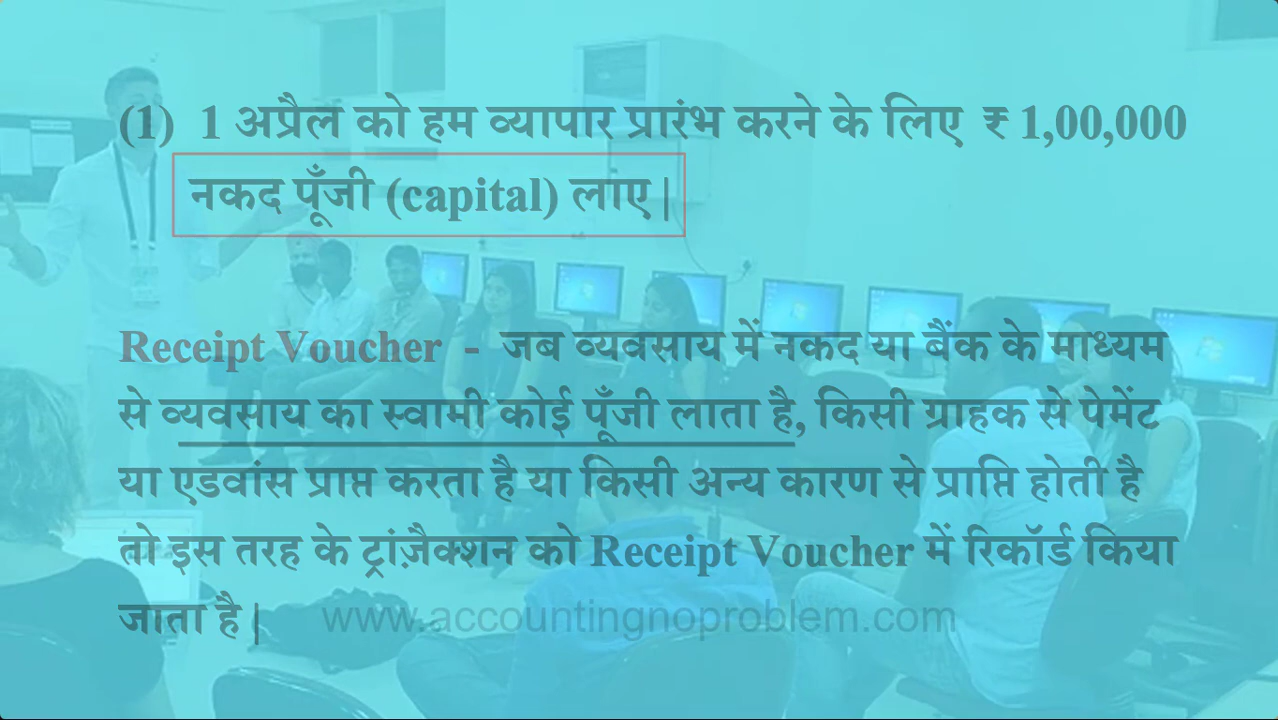 (1) 1 अप्रैल को हम व्यापार प्रारंभ करने के लिए ₹ 1,00,000
नकद पूँजी (capital) लाए |
Receipt Voucher - जब व्यवसाय में नकद या बैंक के माध्यम
से व्यवसाय का स्वामी कोई पूँजी लाता है, किसी ग्राहक से पेमेंट
या एडवांस प्राप्त करता है या किसी अन्य कारण से प्राप्ति होती है
तो इस तरह के ट्रांज़ैक्शन को Receipt Voucher में रिकॉर्ड किया
जाता है |
www.accountingnoproblem.com